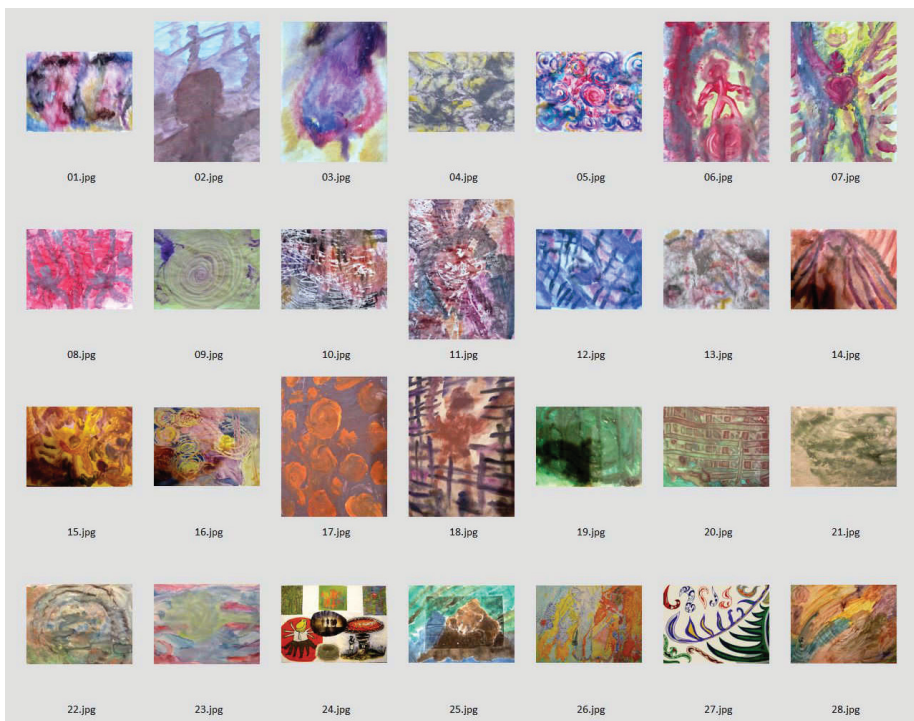 01.jpg 02.jpg 03.jpg 04.jpg 05.jpg 06.jpg 07.jpg
08.jpg 09.jpg 10.jpg 11.jpg 12.jpg 13.jpg 14.jpg
15.jpg 16.jpg 17.jpg 18.jpg 19.jpg 20.jpg 21.jpg
22.jpg 23.jpg 24.jpg 25.jpg 26.jpg 27.jpg 28.jpg